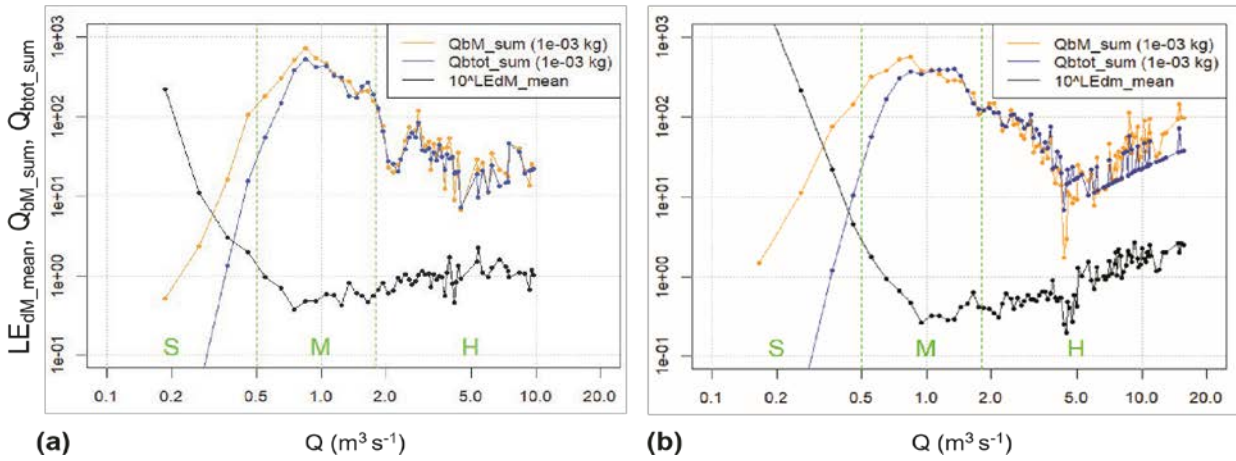 LEdM_mean, QbM_sum, Qbtot_sum
1e+03
1e+02
1e+01
1e+00
1e-01
QbM_sum (1e-03 kg)
Qbtot_sum (1e-03 kg)
10^LEdM_mean
S M H
0.1 0.2 0.5 1.0 2.0 5.0 10.0 20.0
(a) Q (m³ s⁻¹)
1e+03
1e+02
1e+01
1e+00
1e-01
QbM_sum (1e-03 kg)
Qbtot_sum (1e-03 kg)
10^LEdm_mean
S M H
0.1 0.2 0.5 1.0 2.0 5.0 10.0 20.0
(b) Q (m³ s⁻¹)